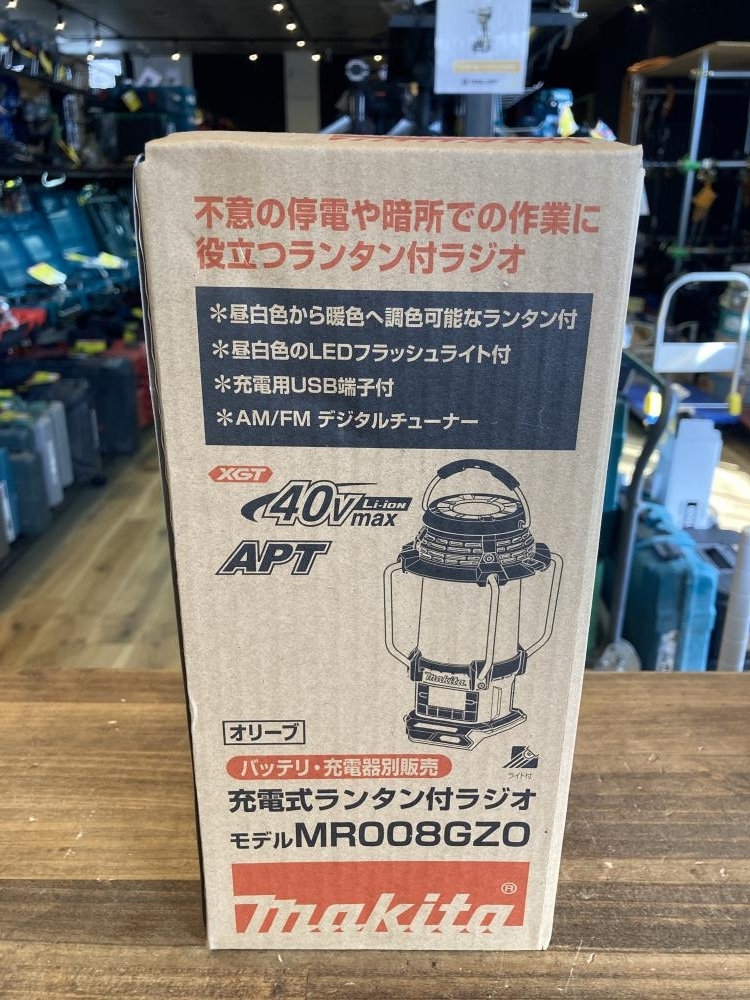 不意の停電や暗所での作業に
役立つランタン付ラジオ
＊昼白色から暖色へ調色可能なランタン付
＊昼白色のLEDフラッシュライト付
＊充電用USB端子付
＊AM/FM デジタルチューナー
XGT
40Vmax Li-ion
APT
makita
オリーブ
ライト付
バッテリ・充電器別販売
充電式ランタン付ラジオ
モデルMR008GZO
makita®